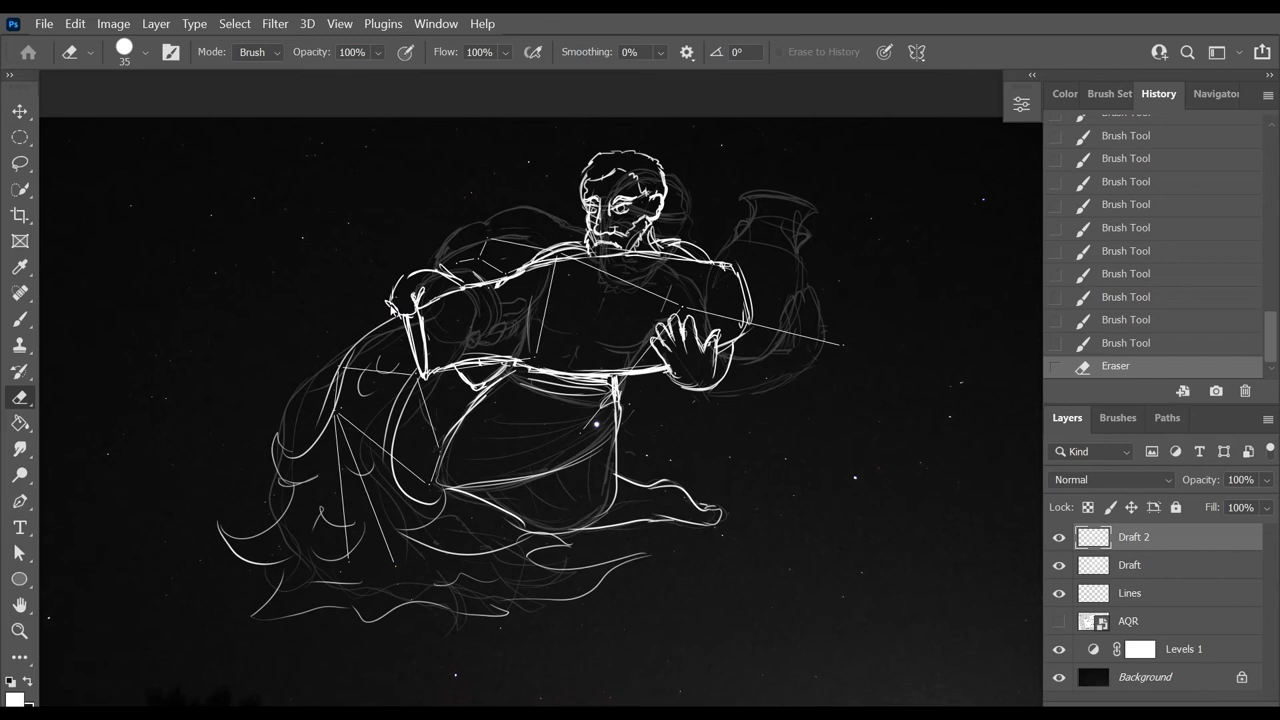 Ps File Edit Image Layer Type Select Filter 3D View Plugins Window Help
35 Mode: Brush Opacity: 100% Flow: 100% Smoothing: 0% 0° Erase to History
Color Brush Set History Navigator
Brush Tool
Brush Tool
Brush Tool
Brush Tool
Brush Tool
Brush Tool
Brush Tool
Brush Tool
Brush Tool
Brush Tool
Brush Tool
Eraser
Layers Brushes Paths
Kind
Normal Opacity: 100%
Lock: Fill: 100%
Draft 2
Draft
Lines
AQR
Levels 1
Background